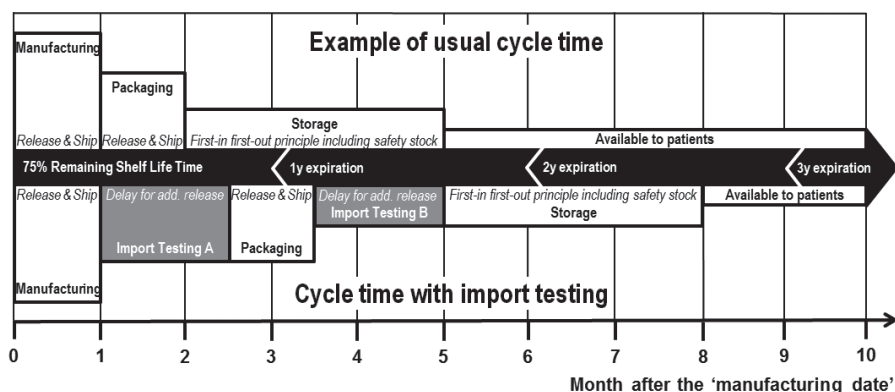 Example of usual cycle time
Manufacturing
Packaging
Storage
Release & Ship
Release & Ship
First-in first-out principle including safety stock
Available to patients
75% Remaining Shelf Life Time
1y expiration
2y expiration
3y expiration
Release & Ship
Delay for add. release
Release & Ship
Delay for add. release
First-in first-out principle including safety stock
Available to patients
Import Testing B
Storage
Import Testing A
Packaging
Manufacturing
Cycle time with import testing
0 1 2 3 4 5 6 7 8 9 10
Month after the ‘manufacturing date’